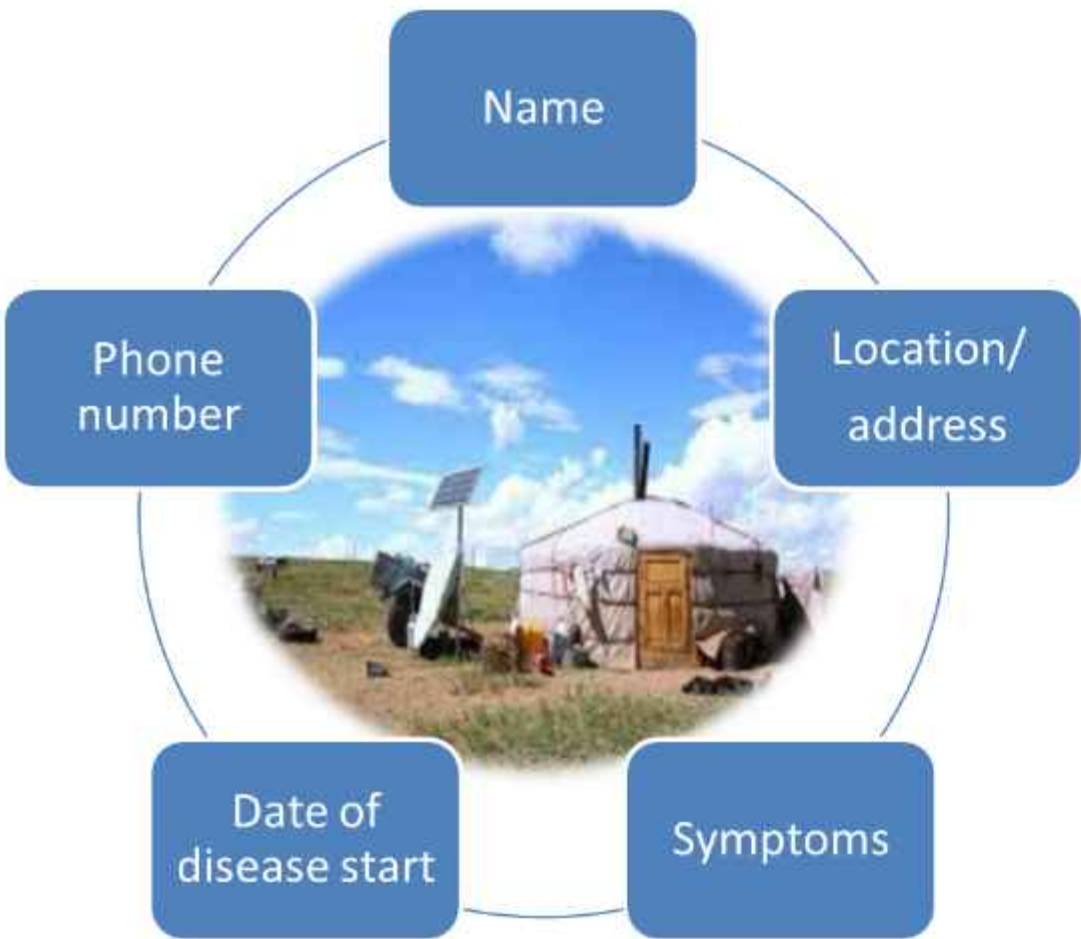 Name
Location/
address
Symptoms
Date of
disease start
Phone
number